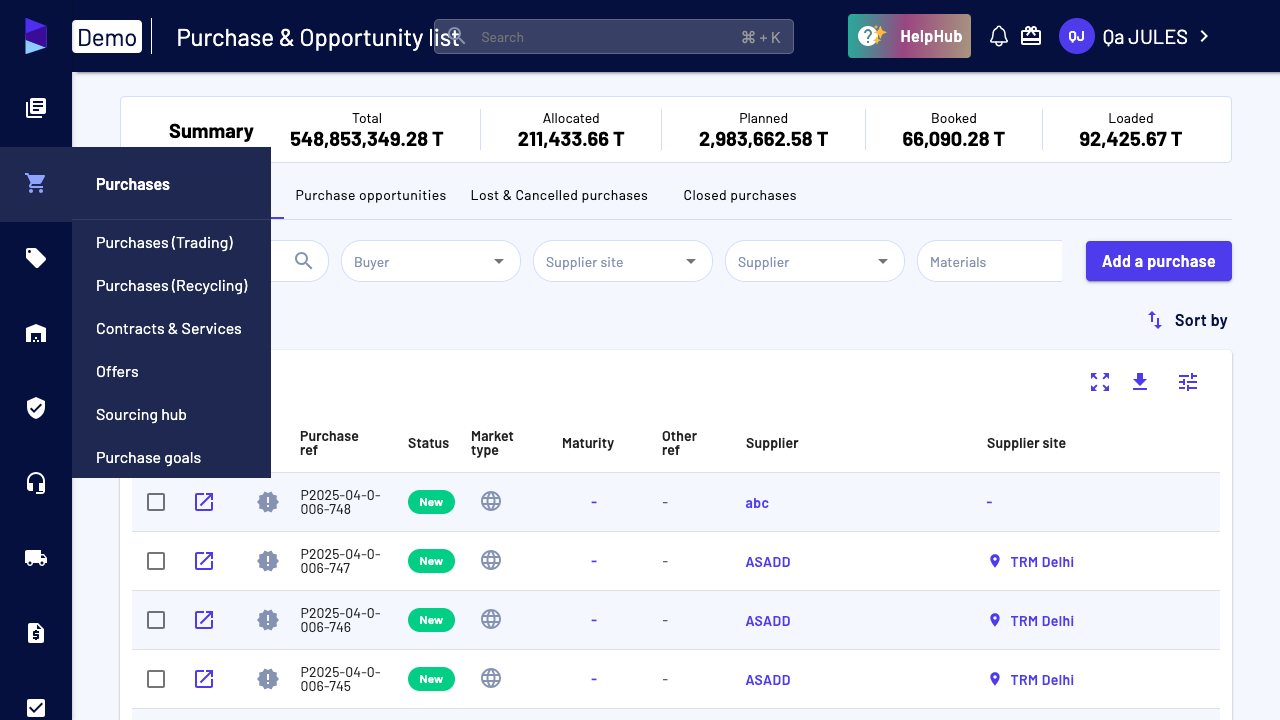 Demo
Purchase & Opportunity list
Search
⌘ + K
HelpHub
QJ
Qa JULES
Summary
Total
548,853,349.28 T
Allocated
211,433.66 T
Planned
2,983,662.58 T
Booked
66,090.28 T
Loaded
92,425.67 T
Purchases
Purchases (Trading)
Purchases (Recycling)
Contracts & Services
Offers
Sourcing hub
Purchase goals
Purchase opportunities
Lost & Cancelled purchases
Closed purchases
Buyer
Supplier site
Supplier
Materials
Add a purchase
Sort by
Purchase
ref
Status
Market
type
Maturity
Other
ref
Supplier
Supplier site
P2025-04-0-
006-748
New
-
-
abc
-
P2025-04-0-
006-747
New
-
-
ASADD
TRM Delhi
P2025-04-0-
006-746
New
-
-
ASADD
TRM Delhi
P2025-04-0-
006-745
New
-
-
ASADD
TRM Delhi